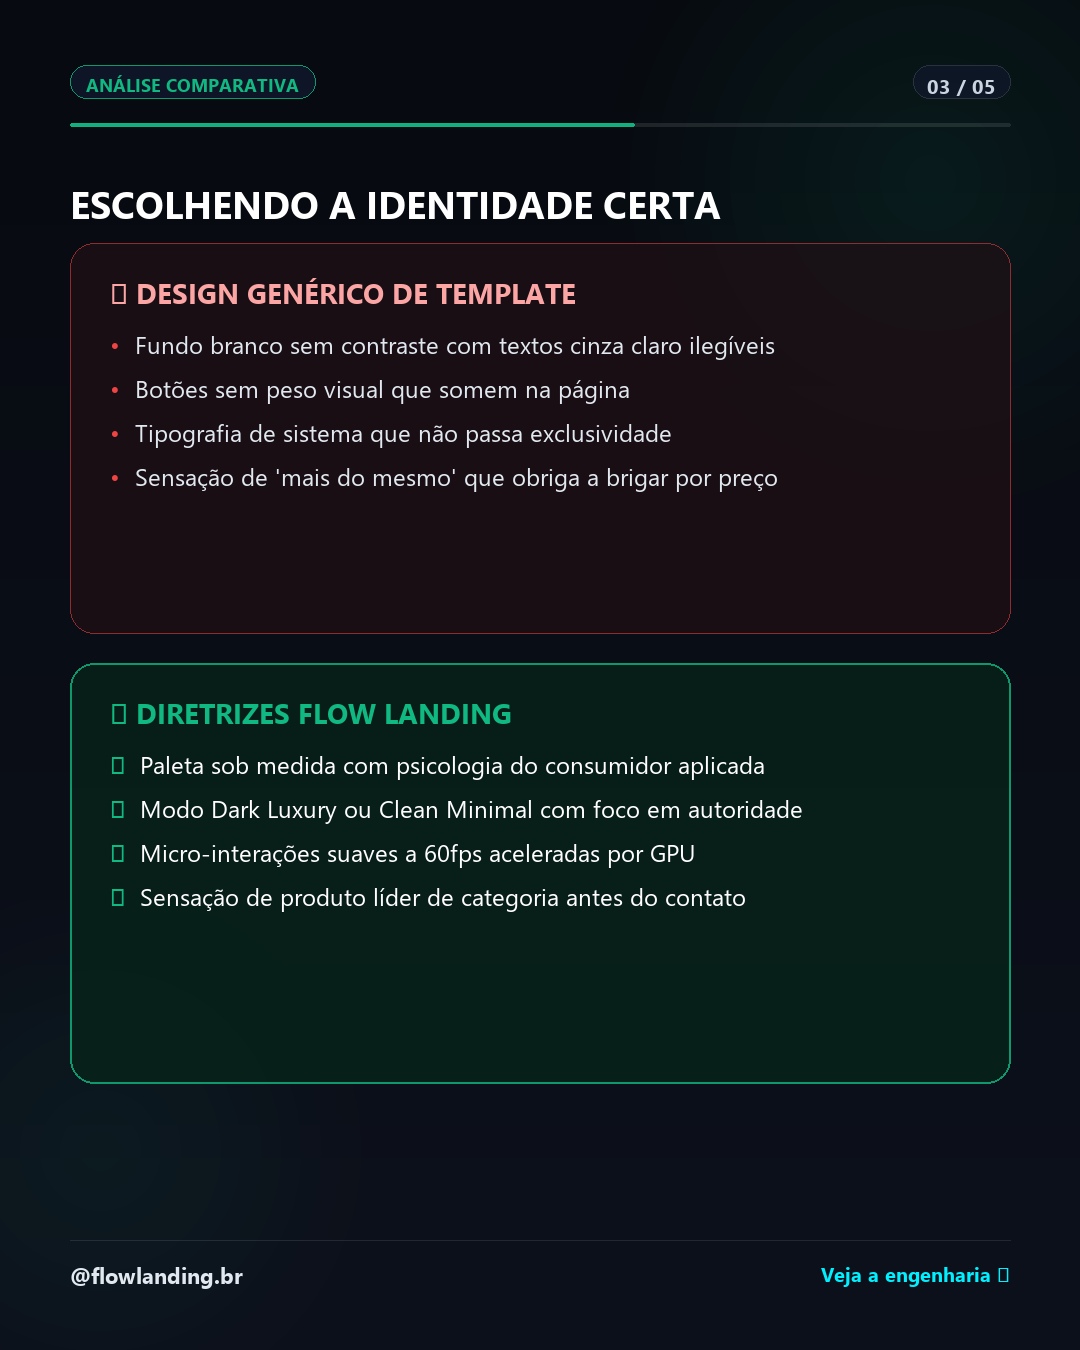 ANÁLISE COMPARATIVA
03 / 05
ESCOLHENDO A IDENTIDADE CERTA
▯ DESIGN GENÉRICO DE TEMPLATE
• Fundo branco sem contraste com textos cinza claro ilegíveis
• Botões sem peso visual que somem na página
• Tipografia de sistema que não passa exclusividade
• Sensação de 'mais do mesmo' que obriga a brigar por preço
▯ DIRETRIZES FLOW LANDING
▯ Paleta sob medida com psicologia do consumidor aplicada
▯ Modo Dark Luxury ou Clean Minimal com foco em autoridade
▯ Micro-interações suaves a 60fps aceleradas por GPU
▯ Sensação de produto líder de categoria antes do contato
@flowlanding.br
Veja a engenharia ▯